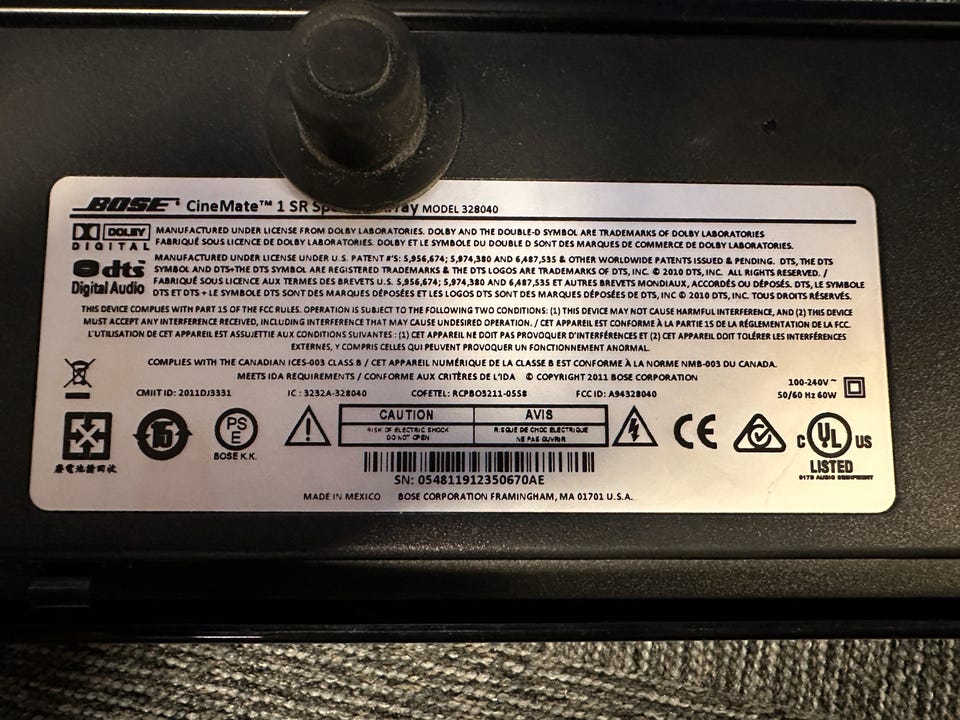 BOSE CineMate™ 1 SR Sp ay MODEL 328040
DOLBY
DIGITAL
MANUFACTURED UNDER LICENSE FROM DOLBY LABORATORIES. DOLBY AND THE DOUBLE-D SYMBOL ARE TRADEMARKS OF DOLBY LABORATORIES
FABRIQUÉ SOUS LICENCE DE DOLBY LABORATORIES. DOLBY ET LE SYMBOLE DU DOUBLE D SONT DES MARQUES DE COMMERCE DE DOLBY LABORATORIES.
dts
Digital Audio
MANUFACTURED UNDER LICENSE UNDER U.S. PATENT #'S: 5,956,674; 5,974,380 AND 6,487,535 & OTHER WORLDWIDE PATENTS ISSUED & PENDING. DTS, THE DTS
SYMBOL AND DTS+THE DTS SYMBOL ARE REGISTERED TRADEMARKS & THE DTS LOGOS ARE TRADEMARKS OF DTS, INC. © 2010 DTS, INC. ALL RIGHTS RESERVED. /
FABRIQUÉ SOUS LICENCE AUX TERMES DES BREVETS U.S. 5,956,674; 5,974,380 AND 6,487,535 ET AUTRES BREVETS MONDIAUX, ACCORDÉS OU DÉPOSÉS. DTS, LE SYMBOLE
DTS ET DTS + LE SYMBOLE DTS SONT DES MARQUES DÉPOSÉES ET LES LOGOS DTS SONT DES MARQUES DÉPOSÉES DE DTS, INC © 2010 DTS, INC. TOUS DROITS RÉSERVÉS.
THIS DEVICE COMPLIES WITH PART 15 OF THE FCC RULES. OPERATION IS SUBJECT TO THE FOLLOWING TWO CONDITIONS: (1) THIS DEVICE MAY NOT CAUSE HARMFUL INTERFERENCE, AND (2) THIS DEVICE
MUST ACCEPT ANY INTERFERENCE RECEIVED, INCLUDING INTERFERENCE THAT MAY CAUSE UNDESIRED OPERATION. / CET APPAREIL EST CONFORME À LA PARTIE 15 DE LA RÉGLEMENTATION DE LA FCC.
L'UTILISATION DE CET APPAREIL EST ASSUJETTIE AUX CONDITIONS SUIVANTES : (1) CET APPAREIL NE DOIT PAS PROVOQUER D'INTERFÉRENCES ET (2) CET APPAREIL DOIT TOLÉRER LES INTERFÉRENCES
EXTERNES, Y COMPRIS CELLES QUI PEUVENT PROVOQUER UN FONCTIONNEMENT ANORMAL.
COMPLIES WITH THE CANADIAN ICES-003 CLASS B / CET APPAREIL NUMÉRIQUE DE LA CLASSE B EST CONFORME À LA NORME NMB-003 DU CANADA.
MEETS IDA REQUIREMENTS / CONFORME AUX CRITÈRES DE L'IDA © COPYRIGHT 2011 BOSE CORPORATION
100-240V ~
50/60 Hz 60W
CMIIT ID: 2011DJ3331 IC : 3232A-328040 COFETEL: RCPBO3211-0558 FCC ID: A94328040
廢電池請回收
15
PS
E
BOSE K.K.
CAUTION AVIS
RISK OF ELECTRIC SHOCK RISQUE DE CHOC ELECTRIQUE
DO NOT OPEN NE PAS OUVRIR
CE
C UL US
LISTED
917D AUDIO EQUIPMENT
SN: 054811912350670AE
MADE IN MEXICO BOSE CORPORATION FRAMINGHAM, MA 01701 U.S.A.